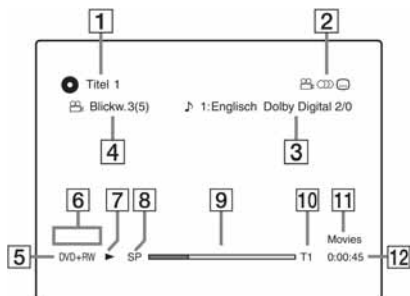 1
2
Titel 1
Blickw.3(5)
1:Englisch Dolby Digital 2/0
4
3
6
7
8
9
10
11
Movies
5
DVD+RW
SP
T1
0:00:45
12